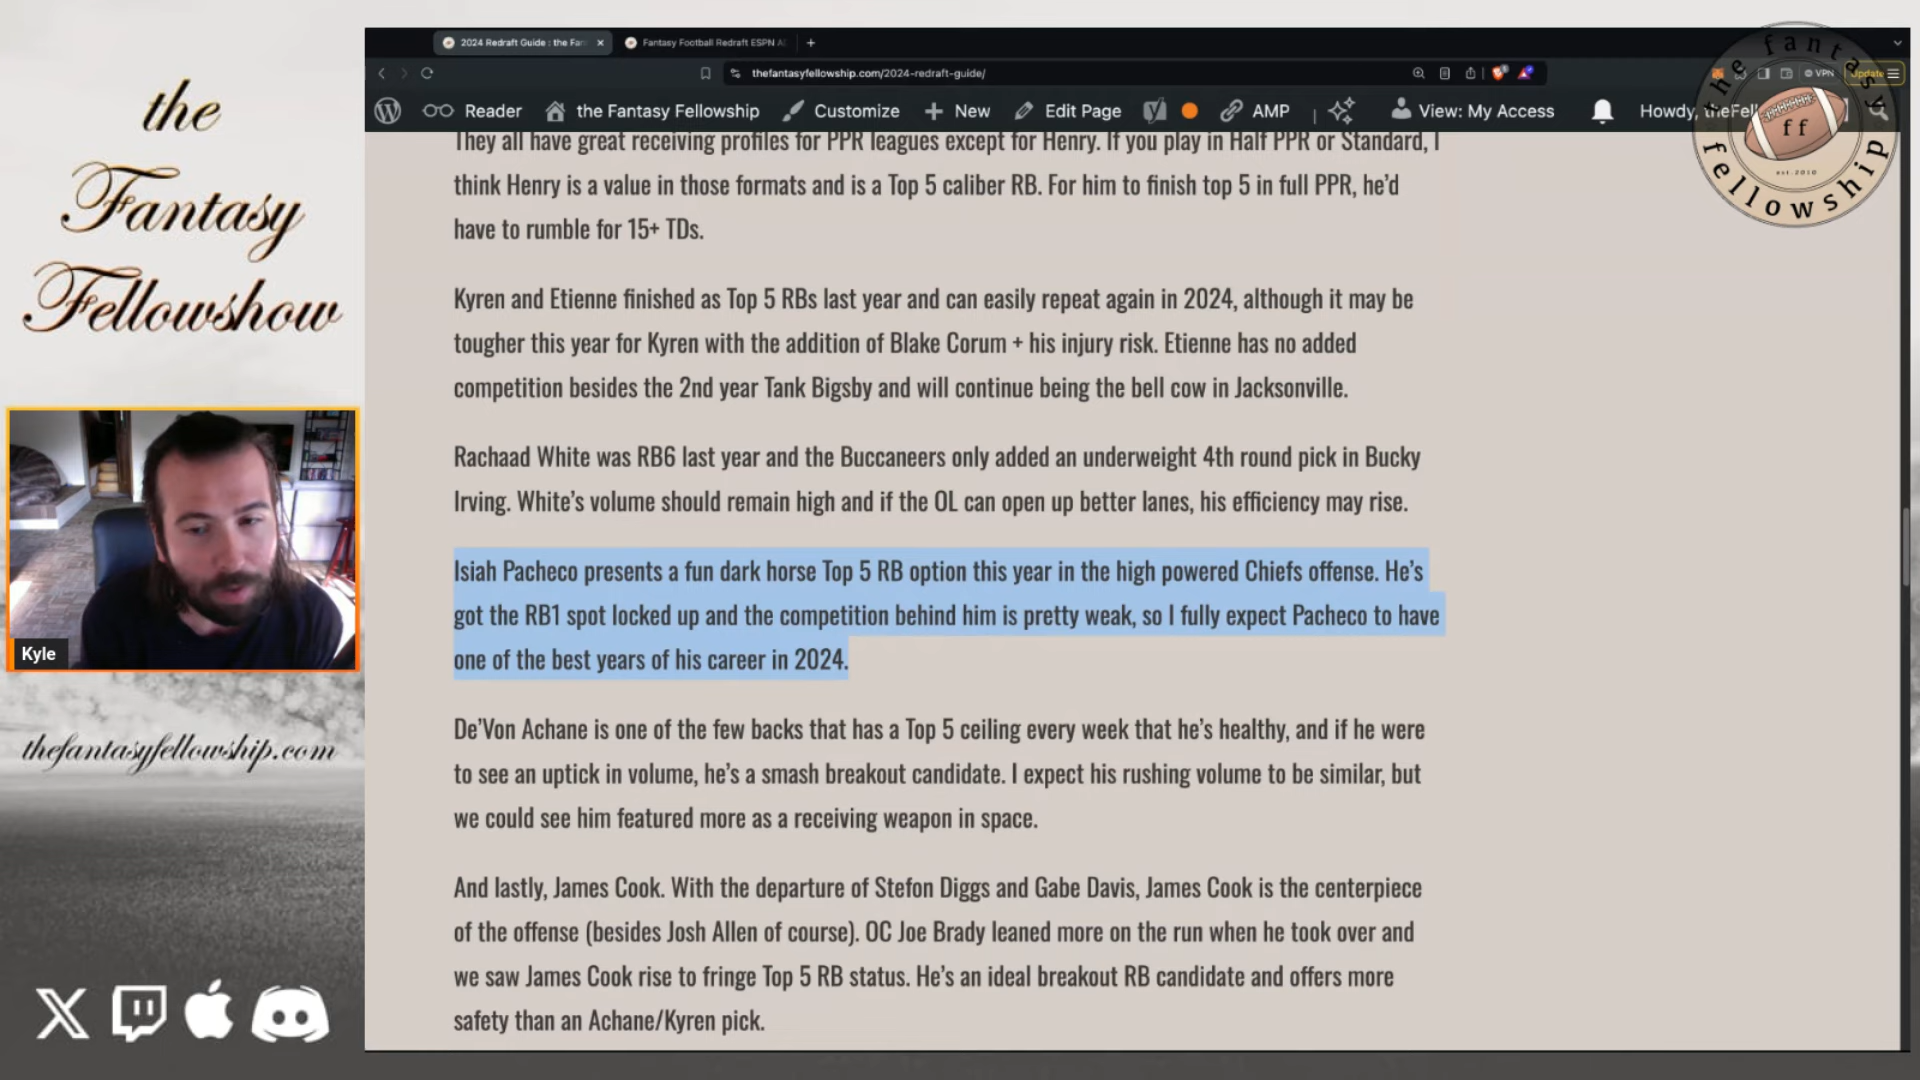 the
Fantasy
Fellowshow
Kyle
thefantasyfellowship.com
2024 Redraft Guide : the Fan
Fantasy Football Redraft ESPN A
thefantasyfellowship.com/2024-redraft-guide/
VPN
Update
Reader
the Fantasy Fellowship
Customize
New
Edit Page
AMP
View: My Access
Howdy, theFel
the fantasy fellowship
ff
est. 2010
They all have great receiving profiles for PPR leagues except for Henry. If you play in Half PPR or Standard, I
think Henry is a value in those formats and is a Top 5 caliber RB. For him to finish top 5 in full PPR, he’d
have to rumble for 15+ TDs.
Kyren and Etienne finished as Top 5 RBs last year and can easily repeat again in 2024, although it may be
tougher this year for Kyren with the addition of Blake Corum + his injury risk. Etienne has no added
competition besides the 2nd year Tank Bigsby and will continue being the bell cow in Jacksonville.
Rachaad White was RB6 last year and the Buccaneers only added an underweight 4th round pick in Bucky
Irving. White’s volume should remain high and if the OL can open up better lanes, his efficiency may rise.
Isiah Pacheco presents a fun dark horse Top 5 RB option this year in the high powered Chiefs offense. He’s
got the RB1 spot locked up and the competition behind him is pretty weak, so I fully expect Pacheco to have
one of the best years of his career in 2024.
De’Von Achane is one of the few backs that has a Top 5 ceiling every week that he’s healthy, and if he were
to see an uptick in volume, he’s a smash breakout candidate. I expect his rushing volume to be similar, but
we could see him featured more as a receiving weapon in space.
And lastly, James Cook. With the departure of Stefon Diggs and Gabe Davis, James Cook is the centerpiece
of the offense (besides Josh Allen of course). OC Joe Brady leaned more on the run when he took over and
we saw James Cook rise to fringe Top 5 RB status. He’s an ideal breakout RB candidate and offers more
safety than an Achane/Kyren pick.